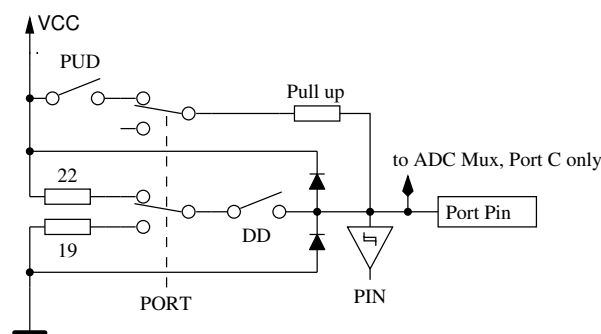 VCC
PUD
Pull up
to ADC Mux, Port C only
22
Port Pin
19
DD
PORT
PIN